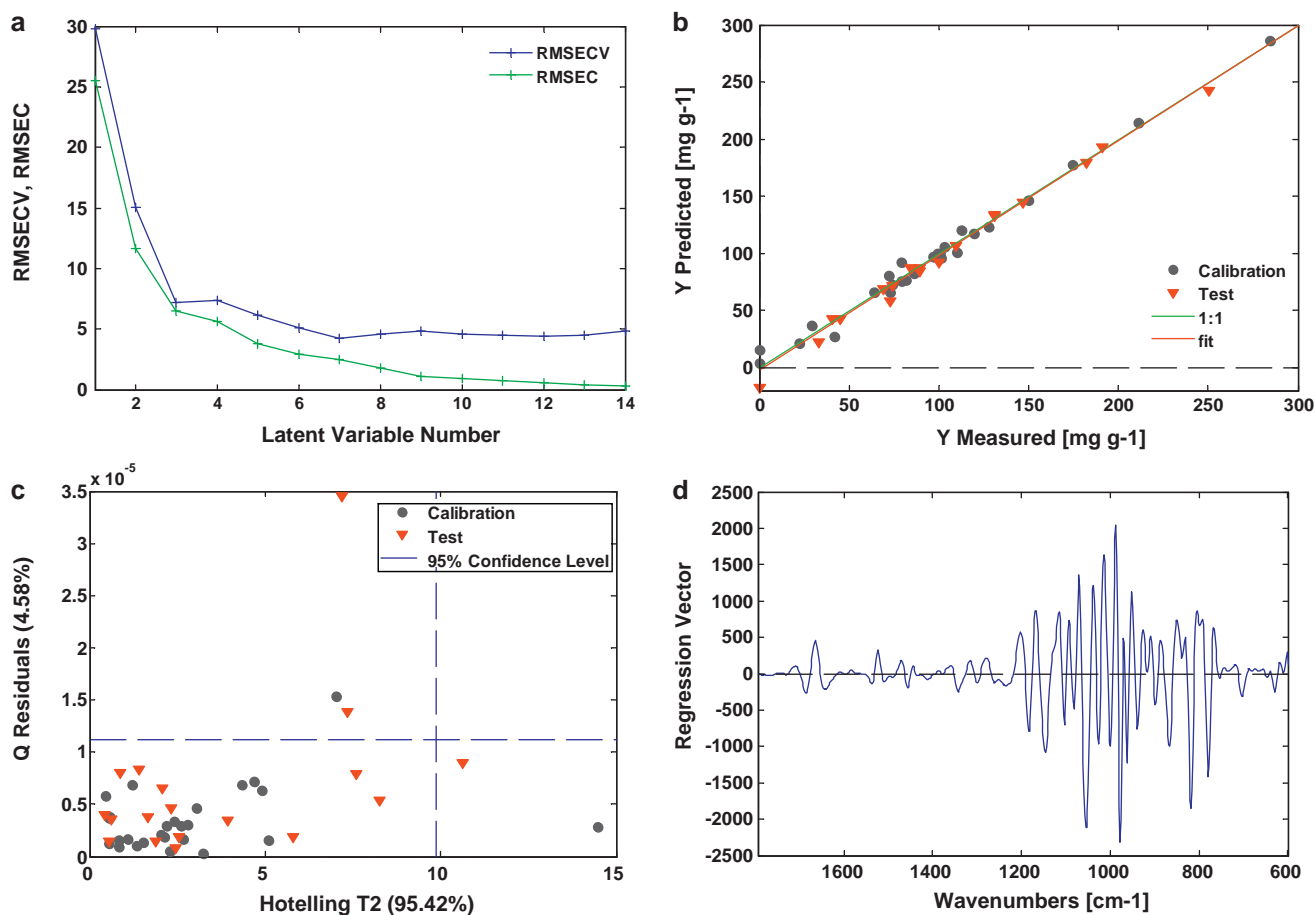 a
30
25
20
15
10
5
0
2
4
6
8
10
12
14
RMSECV, RMSEC
Latent Variable Number
RMSECV
RMSEC
b
300
250
200
150
100
50
0
0
50
100
150
200
250
300
Y Predicted [mg g-1]
Y Measured [mg g-1]
Calibration
Test
1:1
fit
c
x 10-5
3.5
3
2.5
2
1.5
1
0.5
0
0
5
10
15
Q Residuals (4.58%)
Hotelling T2 (95.42%)
Calibration
Test
95% Confidence Level
d
2500
2000
1500
1000
500
0
-500
-1000
-1500
-2000
-2500
1600
1400
1200
1000
800
600
Regression Vector
Wavenumbers [cm-1]